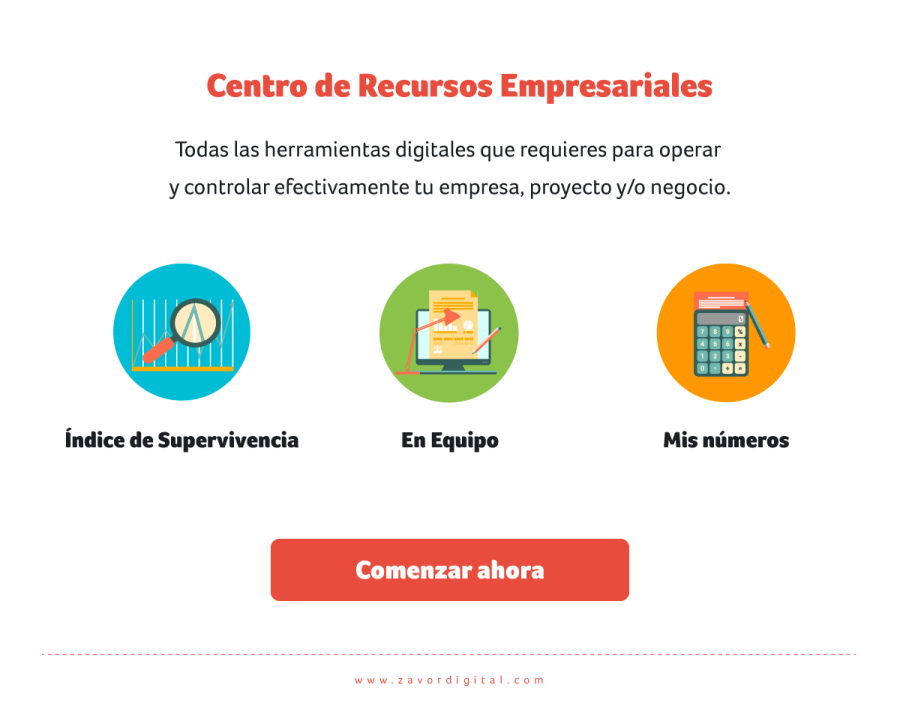 Centro de Recursos Empresariales
Todas las herramientas digitales que requieres para operar
y controlar efectivamente tu empresa, proyecto y/o negocio.
Índice de Supervivencia
En Equipo
Mis números
Comenzar ahora
www.zavordigital.com